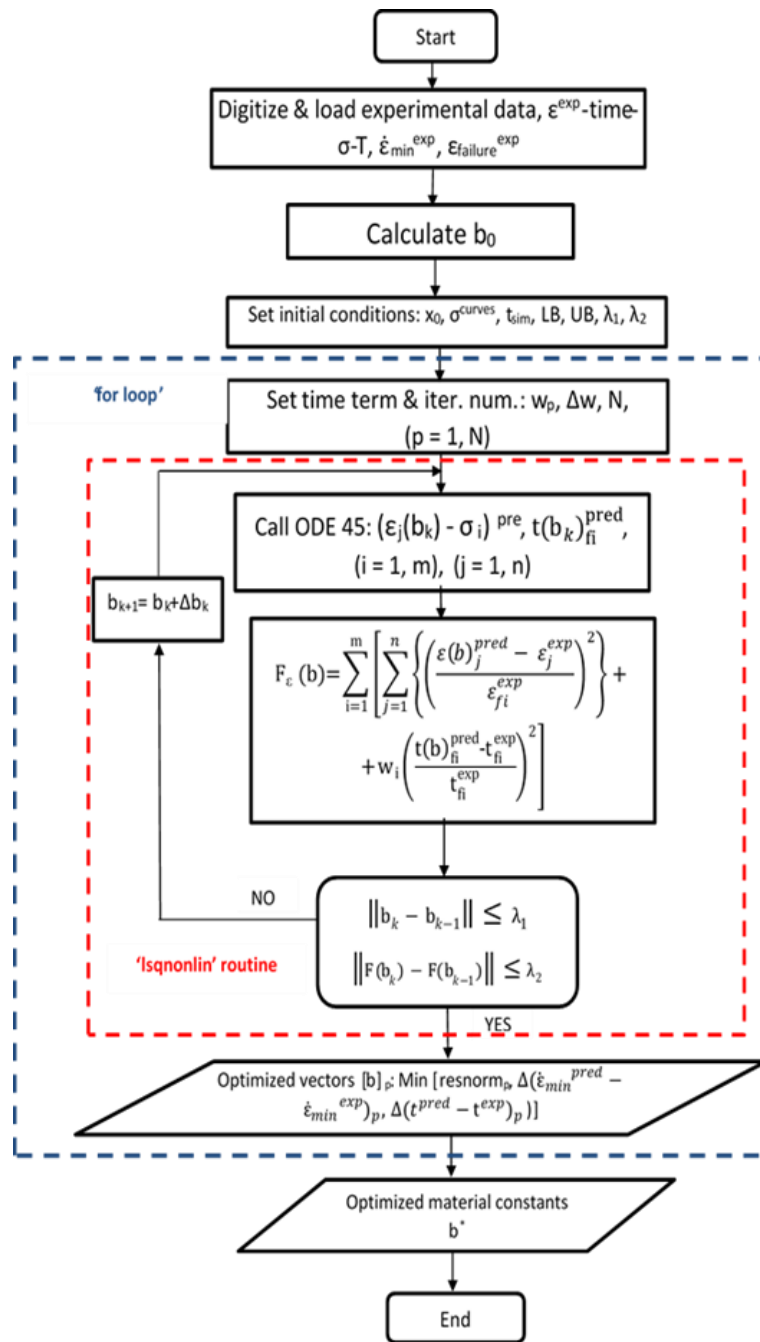 Start
Digitize & load experimental data, ε^exp-time-
σ-T, ε̇_min^exp, ε_failure^exp
Calculate b₀
Set initial conditions: x₀, σ^curves, t_sim, LB, UB, λ₁, λ₂
'for loop'
Set time term & iter. num.: w_p, Δw, N,
(p = 1, N)
Call ODE 45: (ε_j(b_k) - σ_i) ^pre, t(b_k)_fi^pred,
(i = 1, m), (j = 1, n)
b_k+1= b_k+Δb_k
F_ε (b)=∑_{i=1}^{m} [∑_{j=1}^{n} {((ε(b)_j^pred − ε_j^exp)/ε_fi^exp)^2} +
+w_i ((t(b)_fi^pred-t_fi^exp)/t_fi^exp)^2]
NO
‖b_k − b_k−1‖ ≤ λ₁
'lsqnonlin' routine
‖F(b_k) − F(b_k−1)‖ ≤ λ₂
YES
Optimized vectors [b]_p: Min [resnorm_p, Δ(ε̇_min^pred −
ε̇_min^exp)_p, Δ(t^pred − t^exp)_p )]
Optimized material constants
b^*
End